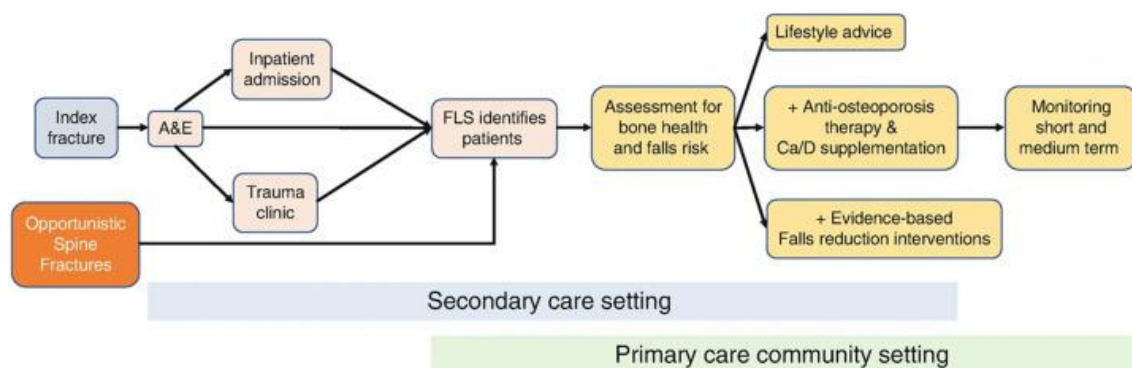 Index
fracture
A&E
Inpatient
admission
Trauma
clinic
Opportunistic
Spine
Fractures
FLS identifies
patients
Assessment for
bone health
and falls risk
Lifestyle advice
+ Anti-osteoporosis
therapy &
Ca/D supplementation
+ Evidence-based
Falls reduction interventions
Monitoring
short and
medium term
Secondary care setting
Primary care community setting